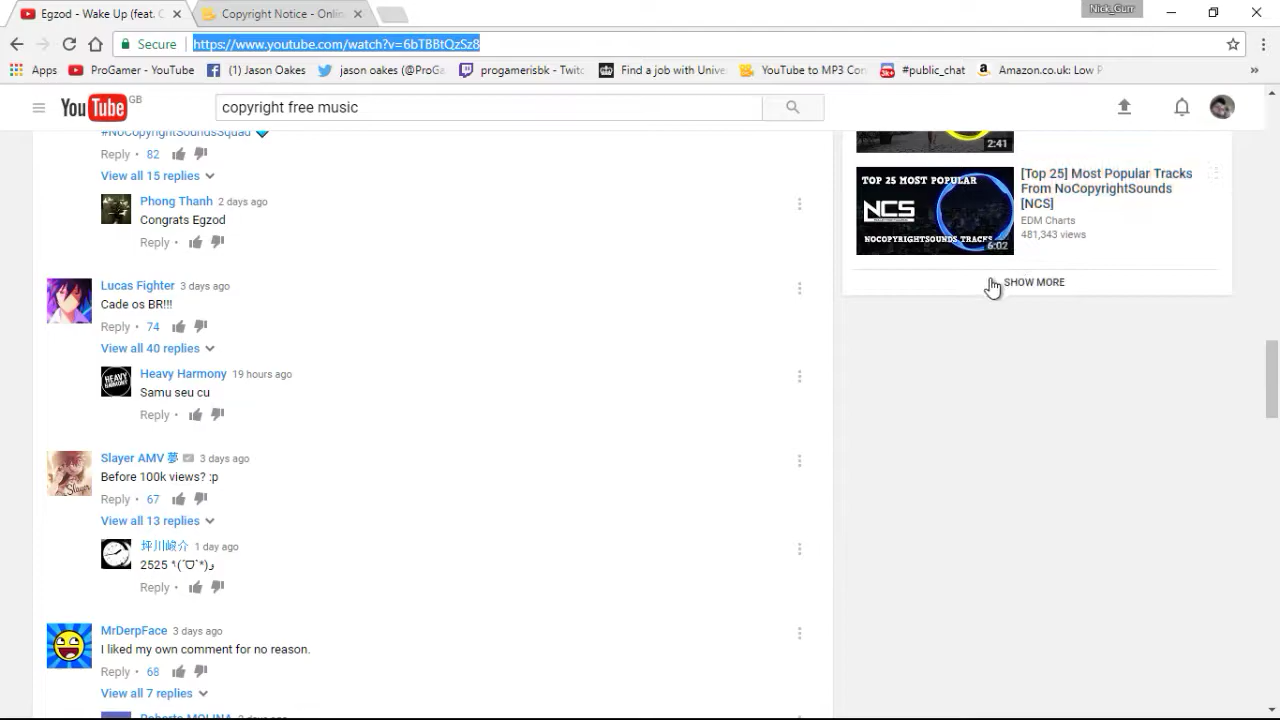 Egzod - Wake Up (feat. C
Copyright Notice - Onlin
Nick_Gurr
Secure
https://www.youtube.com/watch?v=6bTBBtQzSz8
Apps
ProGamer - YouTube
(1) Jason Oakes
jason oakes (@ProGa
progamerisbk - Twitc
Find a job with Unive
YouTube to MP3 Con
#public_chat
Amazon.co.uk: Low P
YouTube GB
copyright free music
#NoCopyrightSoundsSquad
Reply • 82
View all 15 replies
Phong Thanh 2 days ago
Congrats Egzod
Reply •
Lucas Fighter 3 days ago
Cade os BR!!!
Reply • 74
View all 40 replies
HEAVY HARMONY
Heavy Harmony 19 hours ago
Samu seu cu
Reply •
Slayer
Slayer AMV 夢 3 days ago
Before 100k views? :p
Reply • 67
View all 13 replies
坪川峻介 1 day ago
Reply •
MrDerpFace 3 days ago
I liked my own comment for no reason.
Reply • 68
View all 7 replies
Roberto MOLINA
2:41
TOP 25 MOST POPULAR
NCS
NOCOPYRIGHTSOUNDS TRACKS
6:02
[Top 25] Most Popular Tracks
From NoCopyrightSounds
[NCS]
EDM Charts
481,343 views
SHOW MORE